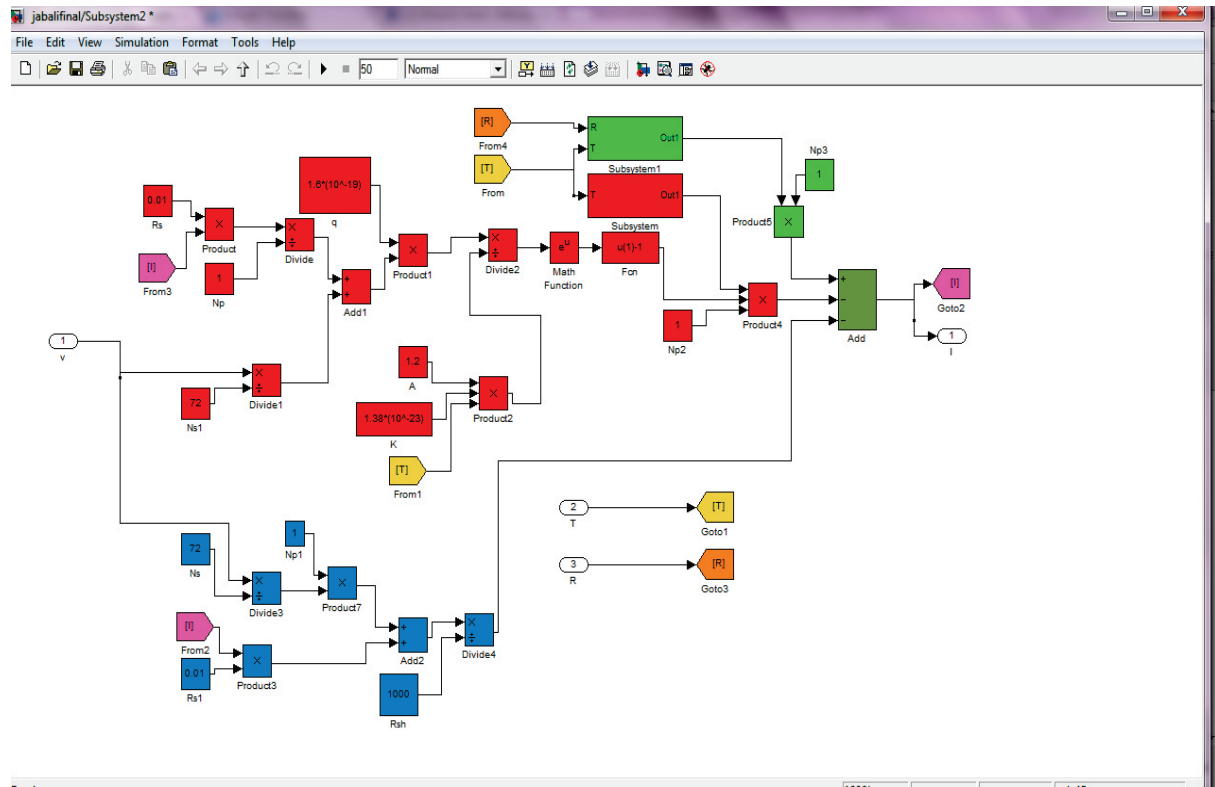 jabalifinal/Subsystem2 *
File Edit View Simulation Format Tools Help
50 Normal
[R]
From4
[T]
From
R
T
Out1
Subsystem1
T
Out1
Subsystem
Np3
1
Product5
×
1.6*(10^-19)
q
0.01
Rs
×
Product
[I]
From3
1
Np
×
÷
Divide
+
+
Add1
×
Product1
×
÷
Divide2
e^u
Math
Function
u(1)-1
Fcn
×
Product4
1
Np2
+
−
−
Add
[I]
Goto2
1
I
1
v
×
÷
Divide1
72
Ns1
1.2
A
1.38*(10^-23)
K
×
Product2
[T]
From1
2
T
[T]
Goto1
3
R
[R]
Goto3
72
Ns
1
Np1
×
÷
Divide3
×
Product7
[I]
From2
0.01
Rs1
×
Product3
+
+
Add2
×
÷
Divide4
1000
Rsh